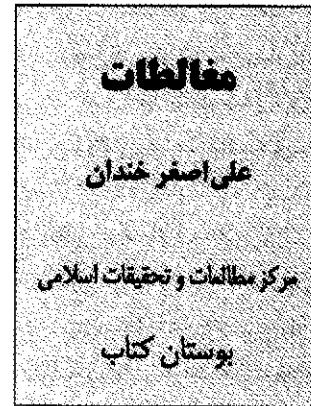 مغالطات
علی‌اصغر خندان
مرکز مطالعات و تحقیقات اسلامی
بوستان کتاب